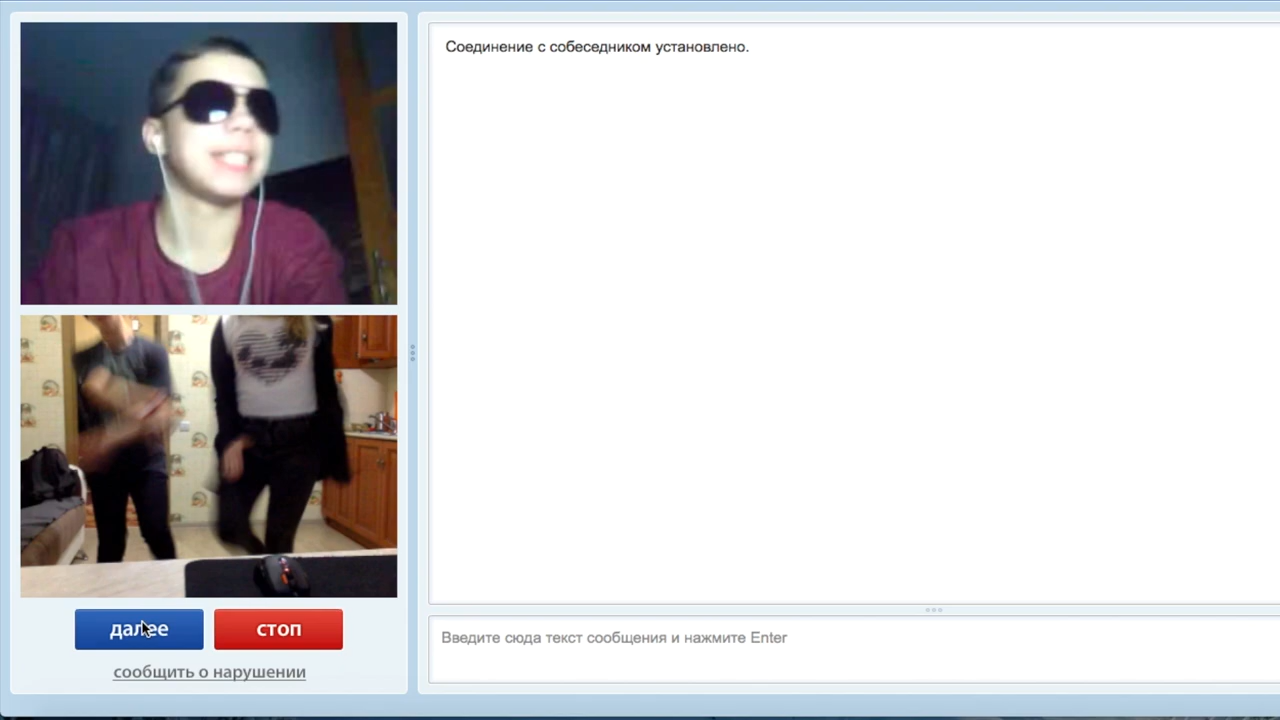 Соединение с собеседником установлено.
далее
стоп
сообщить о нарушении
Введите сюда текст сообщения и нажмите Enter